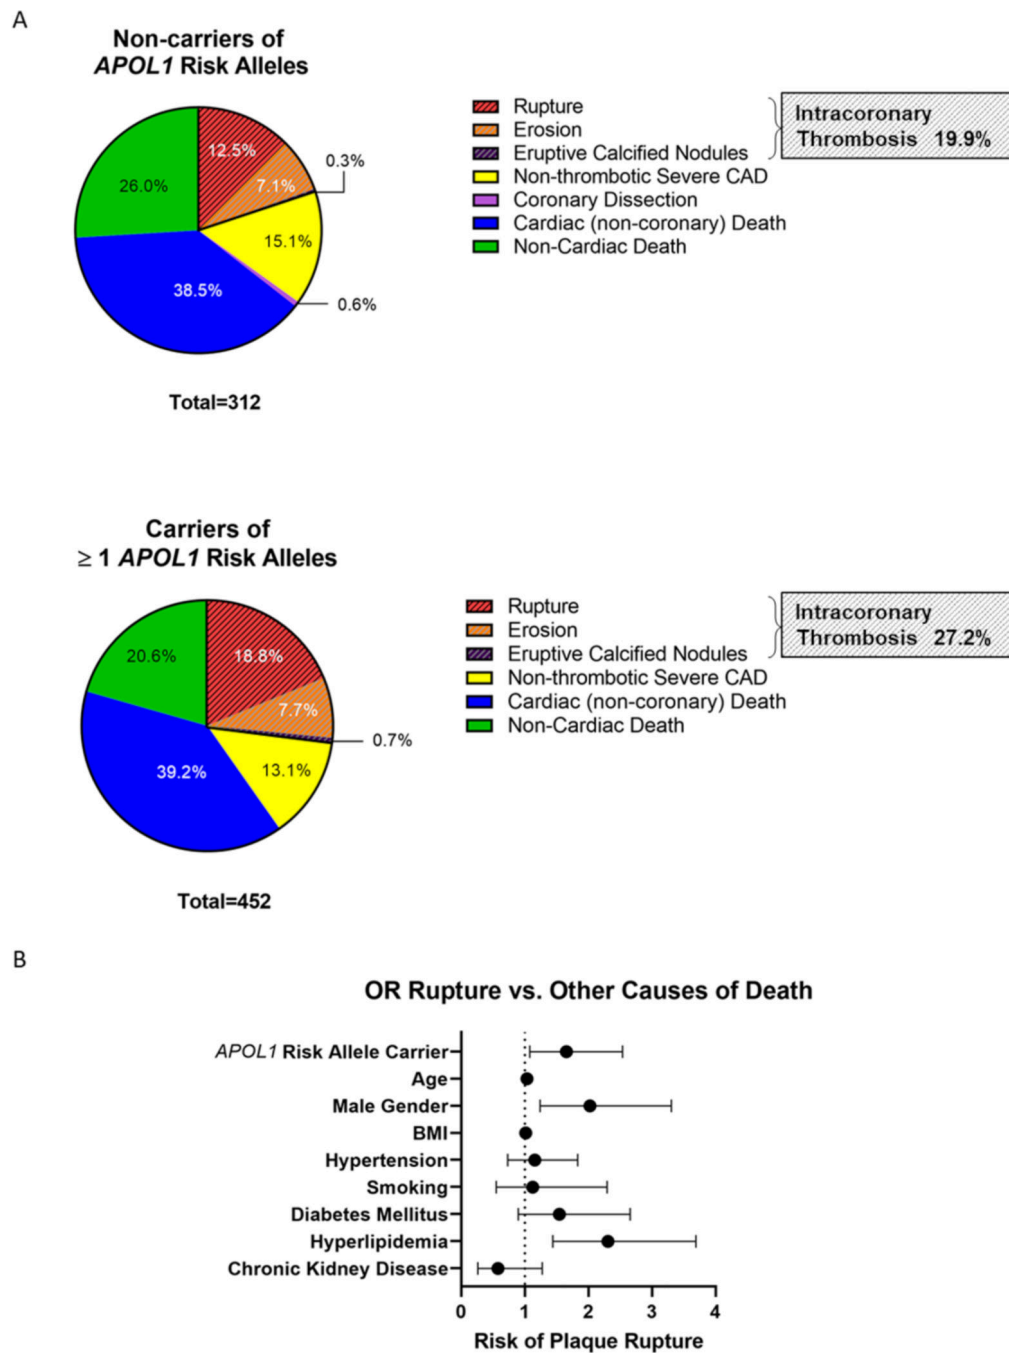 A
Non-carriers of
APOL1 Risk Alleles
12.5%
7.1%
0.3%
15.1%
0.6%
38.5%
26.0%
Total=312
Rupture
Erosion
Eruptive Calcified Nodules
Non-thrombotic Severe CAD
Coronary Dissection
Cardiac (non-coronary) Death
Non-Cardiac Death
Intracoronary
Thrombosis 19.9%
Carriers of
≥ 1 APOL1 Risk Alleles
18.8%
7.7%
0.7%
13.1%
39.2%
20.6%
Total=452
Rupture
Erosion
Eruptive Calcified Nodules
Non-thrombotic Severe CAD
Cardiac (non-coronary) Death
Non-Cardiac Death
Intracoronary
Thrombosis 27.2%
B
OR Rupture vs. Other Causes of Death
APOL1 Risk Allele Carrier
Age
Male Gender
BMI
Hypertension
Smoking
Diabetes Mellitus
Hyperlipidemia
Chronic Kidney Disease
0 1 2 3 4
Risk of Plaque Rupture